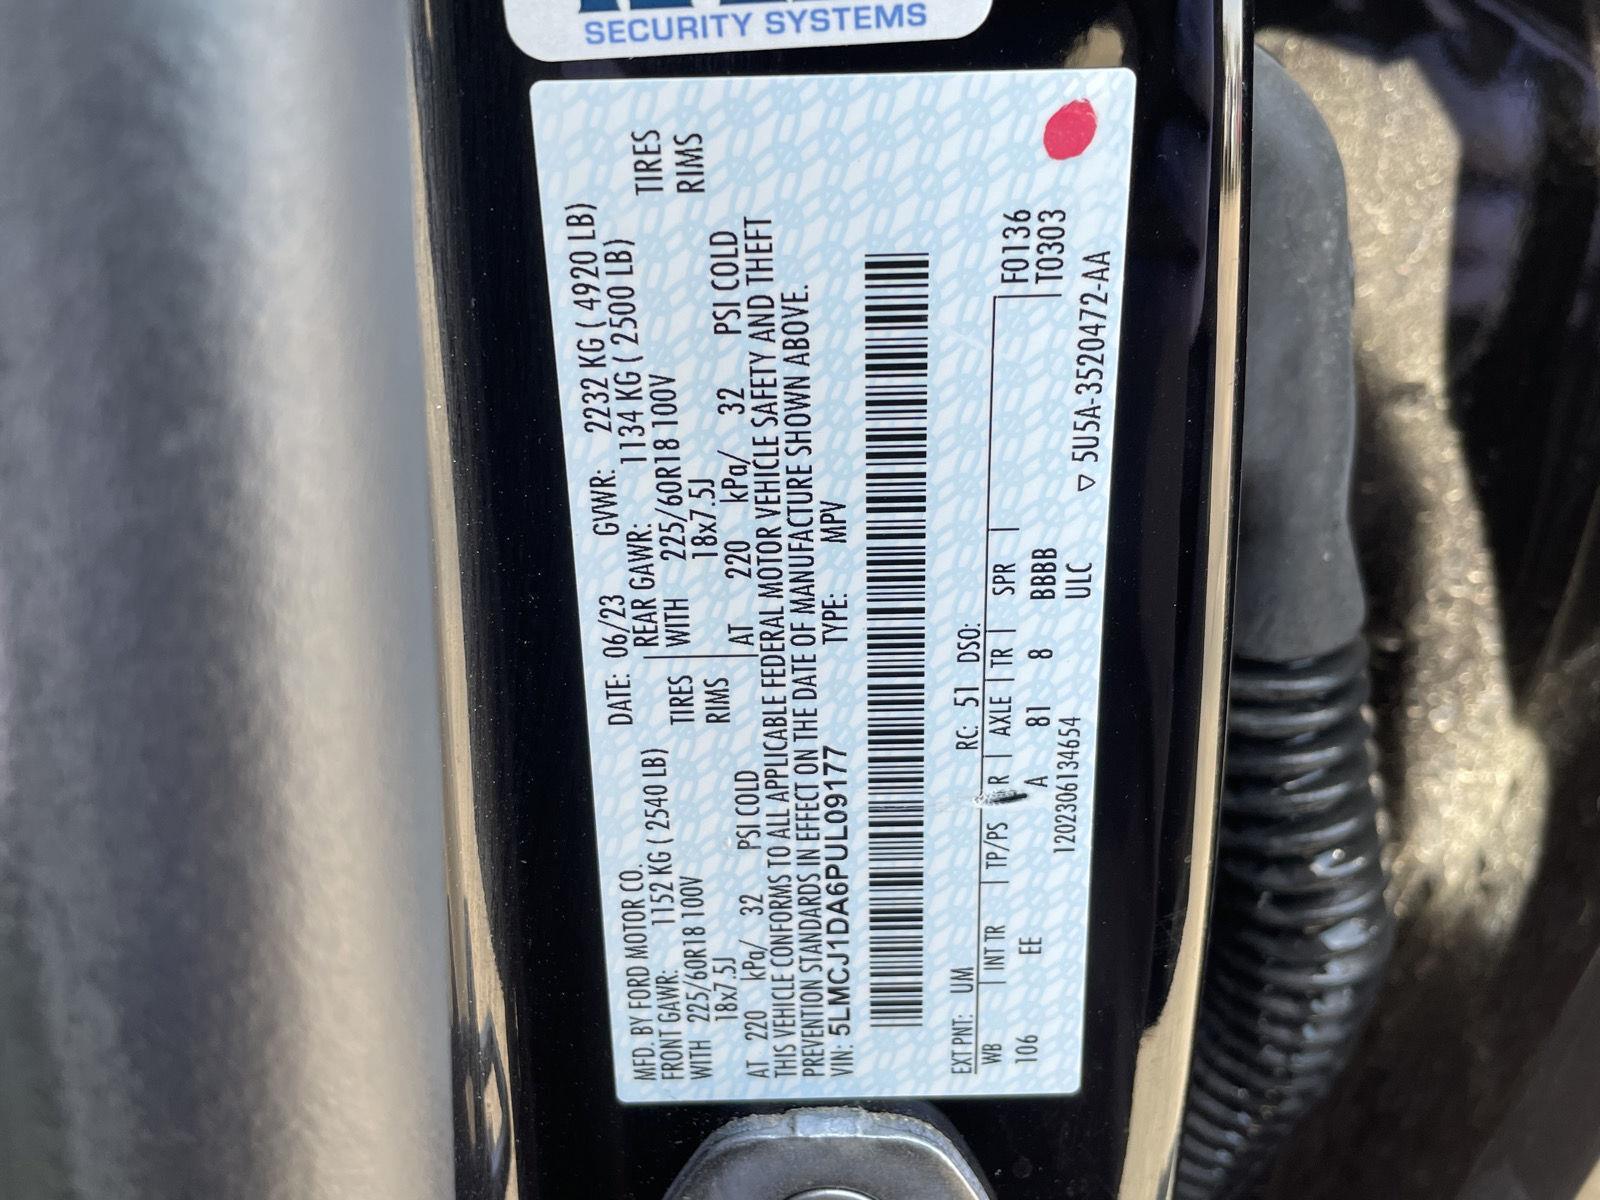 SECURITY SYSTEMS
MFD. BY FORD MOTOR CO. DATE: 06/23 GVWR: 2232 KG ( 4920 LB)
FRONT GAWR: 1152 KG ( 2540 LB) REAR GAWR: 1134 KG ( 2500 LB)
WITH 225/60R18 100V TIRES WITH 225/60R18 100V TIRES
18x7.5J RIMS 18x7.5J RIMS
AT 220 kPa/ 32 PSI COLD AT 220 kPa/ 32 PSI COLD
THIS VEHICLE CONFORMS TO ALL APPLICABLE FEDERAL MOTOR VEHICLE SAFETY AND THEFT
PREVENTION STANDARDS IN EFFECT ON THE DATE OF MANUFACTURE SHOWN ABOVE.
VIN: 5LMCJ1DA6PUL09177 TYPE: MPV
EXT PNT: UM RC: 51 DSO:
WB INT TR TP/PS R AXLE TR SPR F0136
106 EE A 81 8 BBBB T0303
1202306134654 ULC
▽ 5U5A-3520472-AA